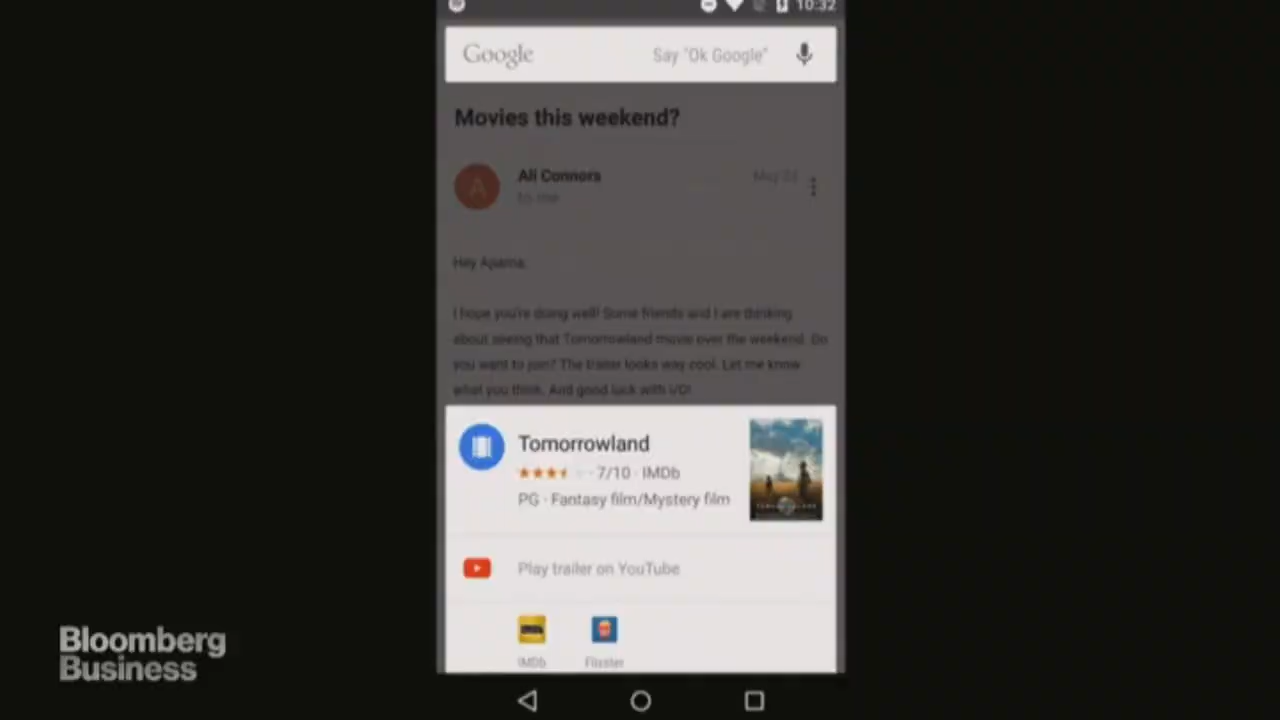 10:32
Google Say "Ok Google"
Movies this weekend?
Ali Connors
to me
Hey Aparna,
I hope you're doing well! Some friends and I are thinking
about seeing that Tomorrowland movie over the weekend. Do
you want to join? The trailer looks way cool. Let me know
what you think. And good luck with I/O!
Tomorrowland
7/10 · IMDb
PG · Fantasy film/Mystery film
TOMORROWLAND
Play trailer on YouTube
IMDb Flixster
Bloomberg
Business